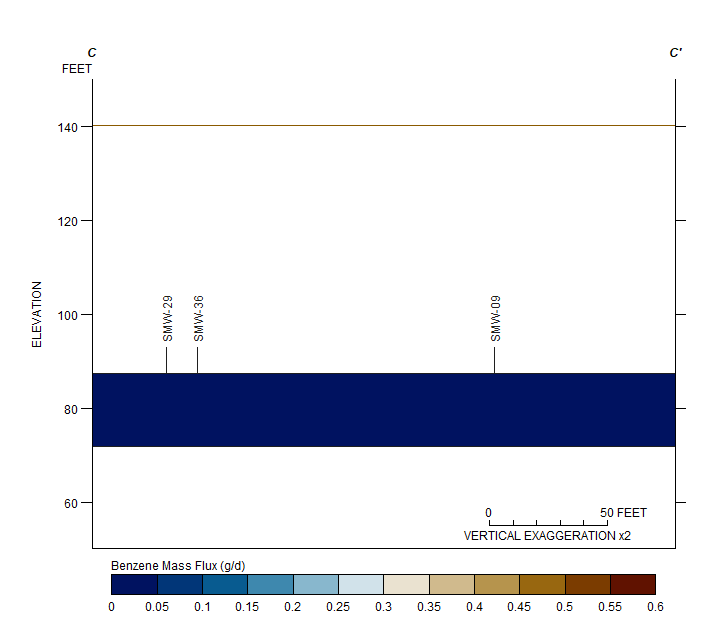 C C'
FEET
140
120
100
80
60
ELEVATION
SMW-29
SMW-36
SMW-09
0 50 FEET
VERTICAL EXAGGERATION x2
Benzene Mass Flux (g/d)
0 0.05 0.1 0.15 0.2 0.25 0.3 0.35 0.4 0.45 0.5 0.55 0.6